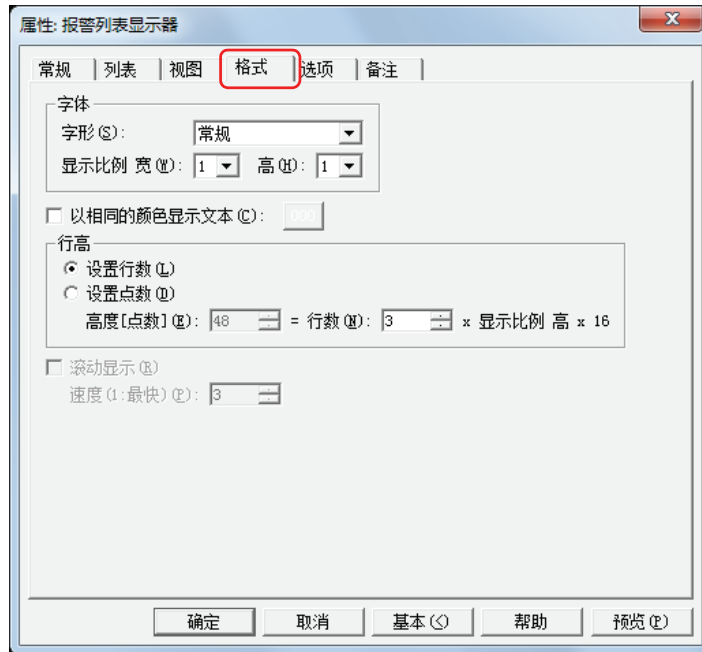 属性: 报警列表显示器
常规 列表 视图 格式 选项 备注
字体
字形(S): 常规
显示比例 宽(W): 1 高(H): 1
以相同的颜色显示文本(C): 000
行高
设置行数(L)
设置点数(D)
高度[点数](E): 48 = 行数(N): 3 x 显示比例 高 x 16
滚动显示(R)
速度(1:最快)(P): 3
确定 取消 基本(<) 帮助 预览(P)